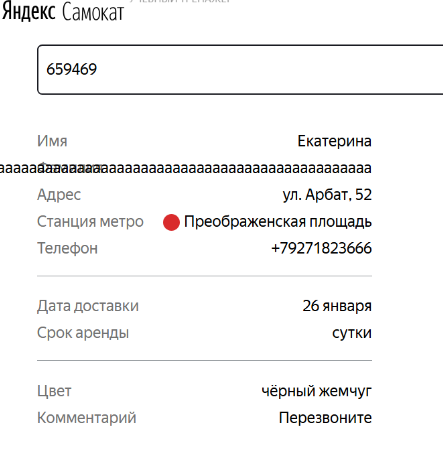 Яндекс Самокат
659469
Имя Екатерина
Адрес ул. Арбат, 52
Станция метро Преображенская площадь
Телефон +79271823666
Дата доставки 26 января
Срок аренды сутки
Цвет чёрный жемчуг
Комментарий Перезвоните